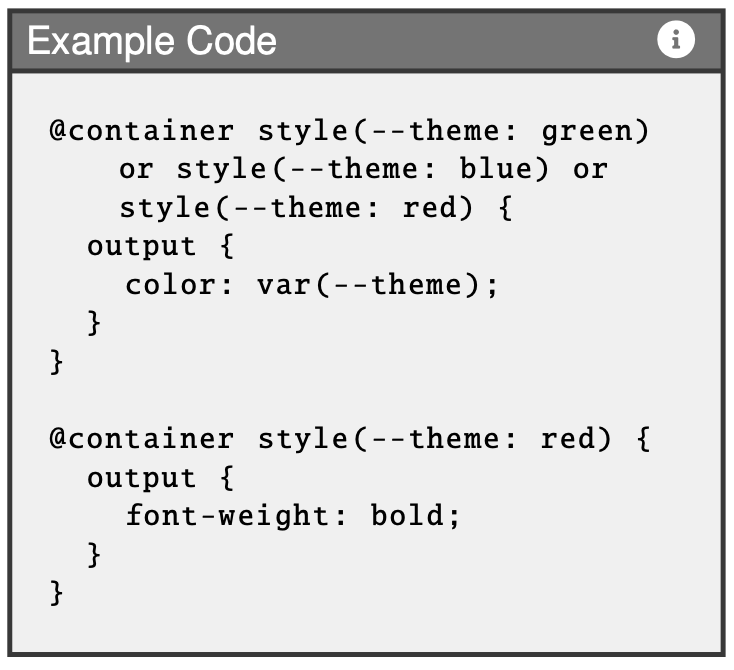 Example Code
@container style(--theme: green)
or style(--theme: blue) or
style(--theme: red) {
output {
color: var(--theme);
}
}
@container style(--theme: red) {
output {
font-weight: bold;
}
}